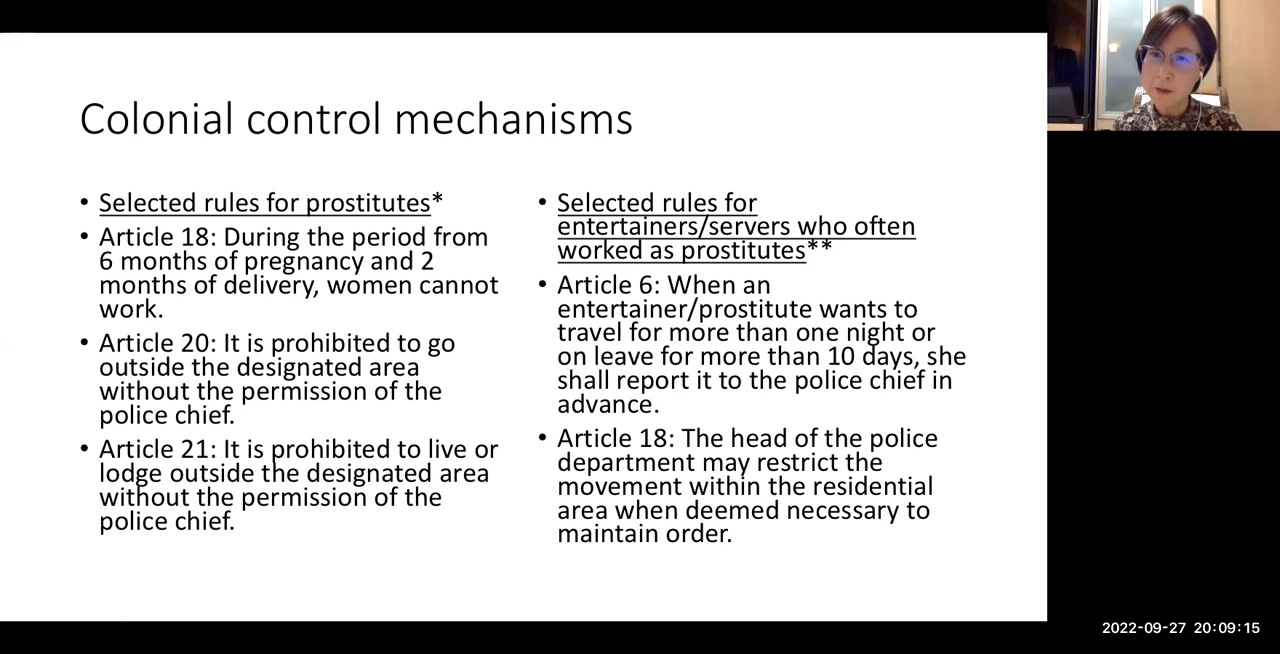 Colonial control mechanisms
• Selected rules for prostitutes*
• Article 18: During the period from
6 months of pregnancy and 2
months of delivery, women cannot
work.
• Article 20: It is prohibited to go
outside the designated area
without the permission of the
police chief.
• Article 21: It is prohibited to live or
lodge outside the designated area
without the permission of the
police chief.
• Selected rules for
entertainers/servers who often
worked as prostitutes**
• Article 6: When an
entertainer/prostitute wants to
travel for more than one night or
on leave for more than 10 days, she
shall report it to the police chief in
advance.
• Article 18: The head of the police
department may restrict the
movement within the residential
area when deemed necessary to
maintain order.
2022-09-27 20:09:15